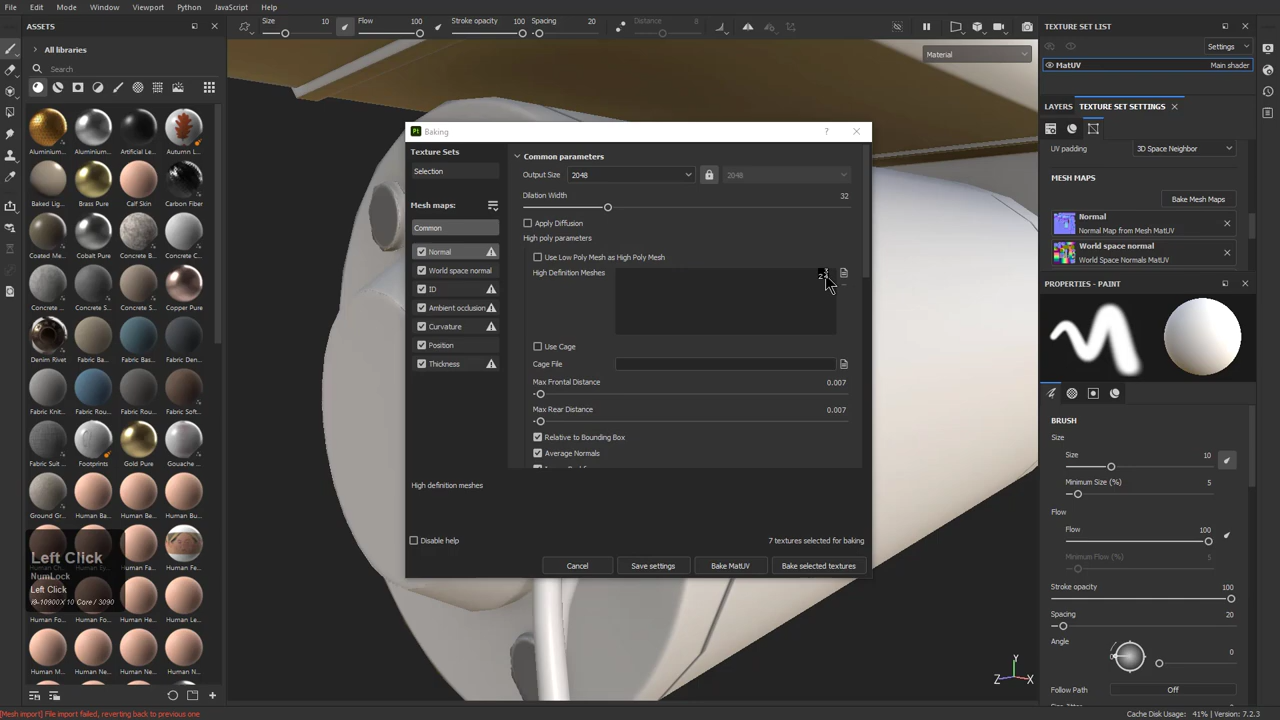 File Edit Mode Window Viewport Python JavaScript Help
ASSETS
Size 10
Flow 100
Stroke opacity 100
Spacing 20
Distance 8
All libraries
Search
Material
Aluminium... Aluminium... Artificial Le... Autumn L...
Baked Lig... Brass Pure Calf Skin Carbon Fiber
Coated Me... Cobalt Pure Concrete ... Concrete C...
Concrete ... Concrete ... Concrete S... Copper Pure
Denim Rivet Fabric Ba... Fabric Bas... Fabric Den...
Fabric Knit... Fabric Rou... Fabric Rou... Fabric Soft...
Fabric Suit ... Footprints Gold Pure Gouache ...
Ground Gr... Human Ba... Human Be... Human Bu...
Human Fa... Human Fe...
Human Fo... Human Le...
Human M... Human Ne... Human Ne... Human Ne...
Left Click
NumLock
Left Click
i9-10900X 10 Core / 3090
Baking
Texture Sets
Selection
Mesh maps:
Common
Normal
World space normal
ID
Ambient occlusion
Curvature
Position
Thickness
Common parameters
Output Size 2048 2048
Dilation Width 32
Apply Diffusion
High poly parameters
Use Low Poly Mesh as High Poly Mesh
High Definition Meshes
Use Cage
Cage File
Max Frontal Distance 0.007
Max Rear Distance 0.007
Relative to Bounding Box
Average Normals
High definition meshes
Disable help
7 textures selected for baking
Cancel Save settings Bake MatUV Bake selected textures
Y
Z X
TEXTURE SET LIST
Settings
MatUV Main shader
LAYERS TEXTURE SET SETTINGS
UV padding 3D Space Neighbor
MESH MAPS
Bake Mesh Maps
Normal
Normal Map from Mesh MatUV
World space normal
World Space Normals MatUV
PROPERTIES - PAINT
BRUSH
Size
Size 10
Minimum Size (%) 5
Flow
Flow 100
Minimum Flow (%) 5
Stroke opacity 100
Spacing 20
Angle 0
Follow Path Off
[Mesh import] File import failed, reverting back to previous one
Cache Disk Usage: 41% | Version: 7.2.3